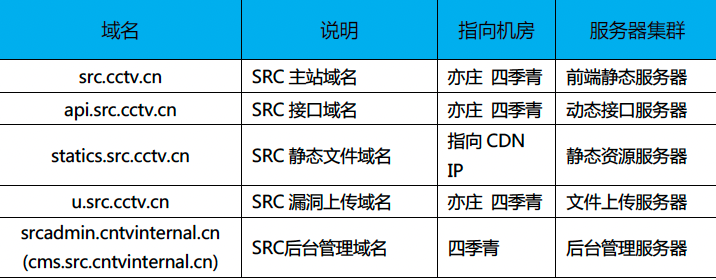 域名 说明 指向机房 服务器集群
src.cctv.cn SRC 主站域名 亦庄 四季青 前端静态服务器
api.src.cctv.cn SRC 接口域名 亦庄 四季青 动态接口服务器
statics.src.cctv.cn SRC 静态文件域名 指向 CDN
IP 静态资源服务器
u.src.cctv.cn SRC 漏洞上传域名 亦庄 四季青 文件上传服务器
srcadmin.cntvinternal.cn
(cms.src.cntvinternal.cn) SRC后台管理域名 四季青 后台管理服务器